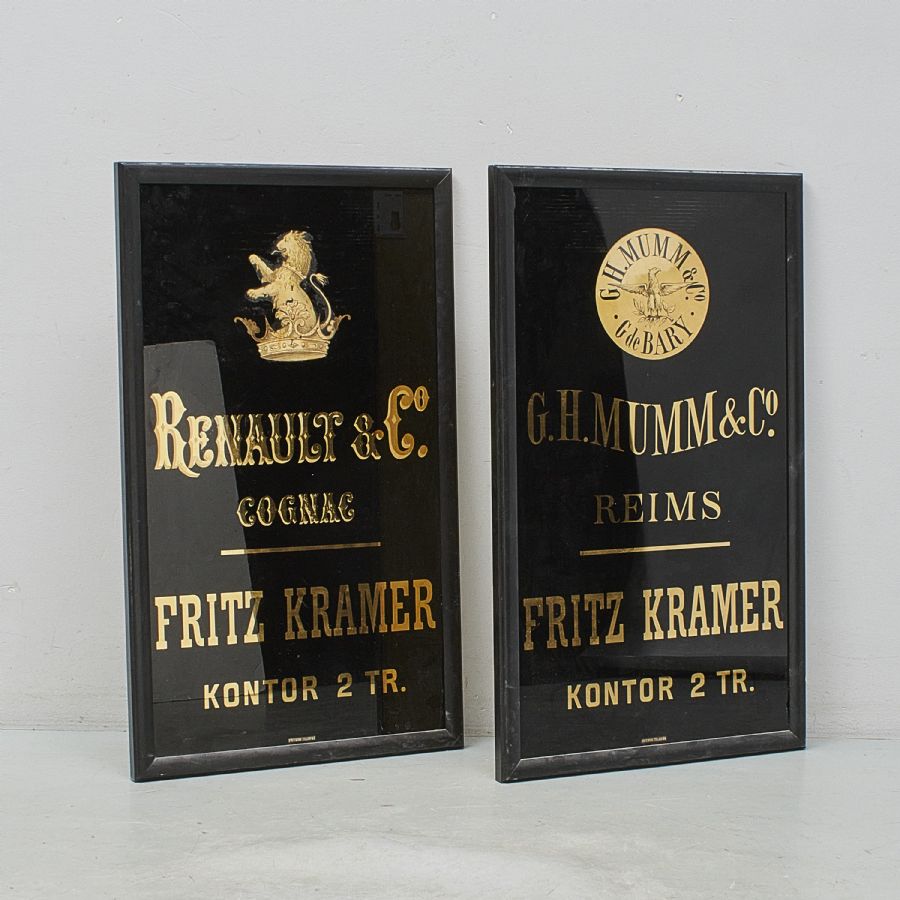 RENAULT & Cº.
COGNAC
FRITZ KRAMER
KONTOR 2 TR.
G.H.MUMM & Cº
G de BARY
G.H.MUMM&Cº.
REIMS
FRITZ KRAMER
KONTOR 2 TR.